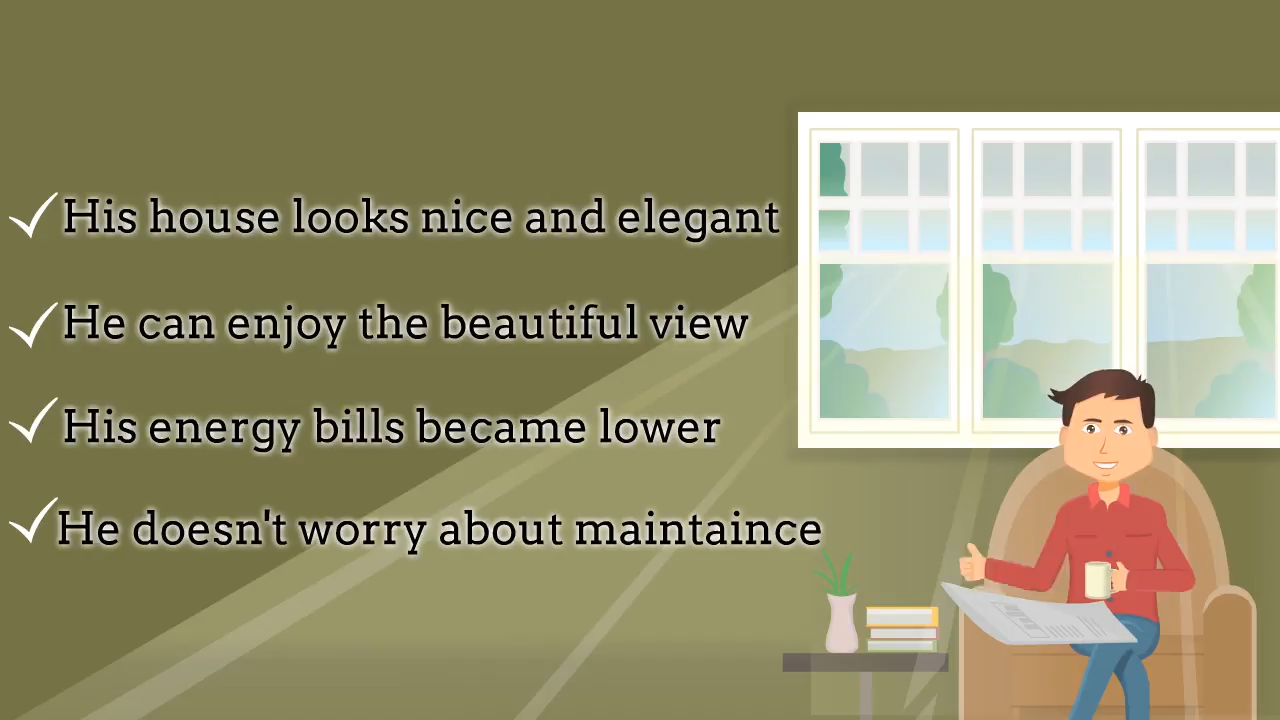 His house looks nice and elegant
He can enjoy the beautiful view
His energy bills became lower
He doesn't worry about maintaince